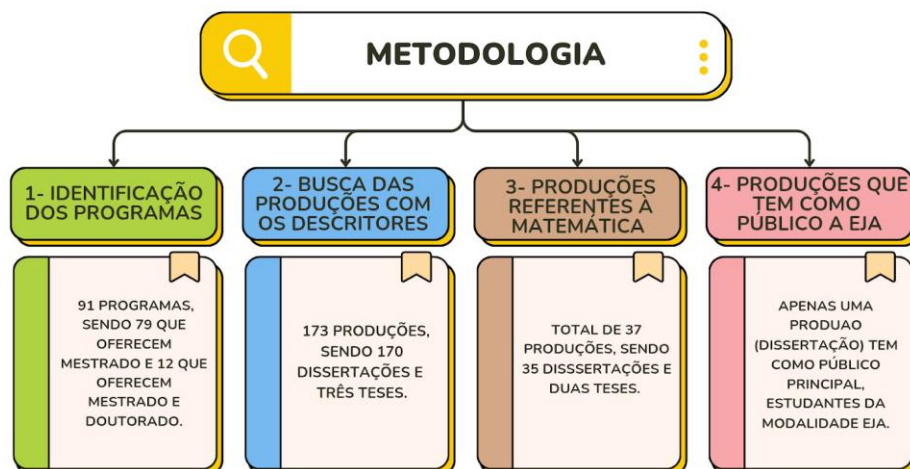 METODOLOGIA
1- IDENTIFICAÇÃO
DOS PROGRAMAS
2- BUSCA DAS
PRODUÇÕES COM
OS DESCRITORES
3- PRODUÇÕES
REFERENTES À
MATEMÁTICA
4- PRODUÇÕES QUE
TEM COMO
PÚBLICO A EJA
91 PROGRAMAS,
SENDO 79 QUE
OFERECEM
MESTRADO E 12 QUE
OFERECEM
MESTRADO E
DOUTORADO.
173 PRODUÇÕES,
SENDO 170
DISSSERTAÇÕES E
TRÊS TESES.
TOTAL DE 37
PRODUÇÕES, SENDO
35 DISSSERTAÇÕES E
DUAS TESES.
APENAS UMA
PRODUAO
(DISSERTAÇÃO) TEM
COMO PÚBLICO
PRINCIPAL,
ESTUDANTES DA
MODALIDADE EJA.